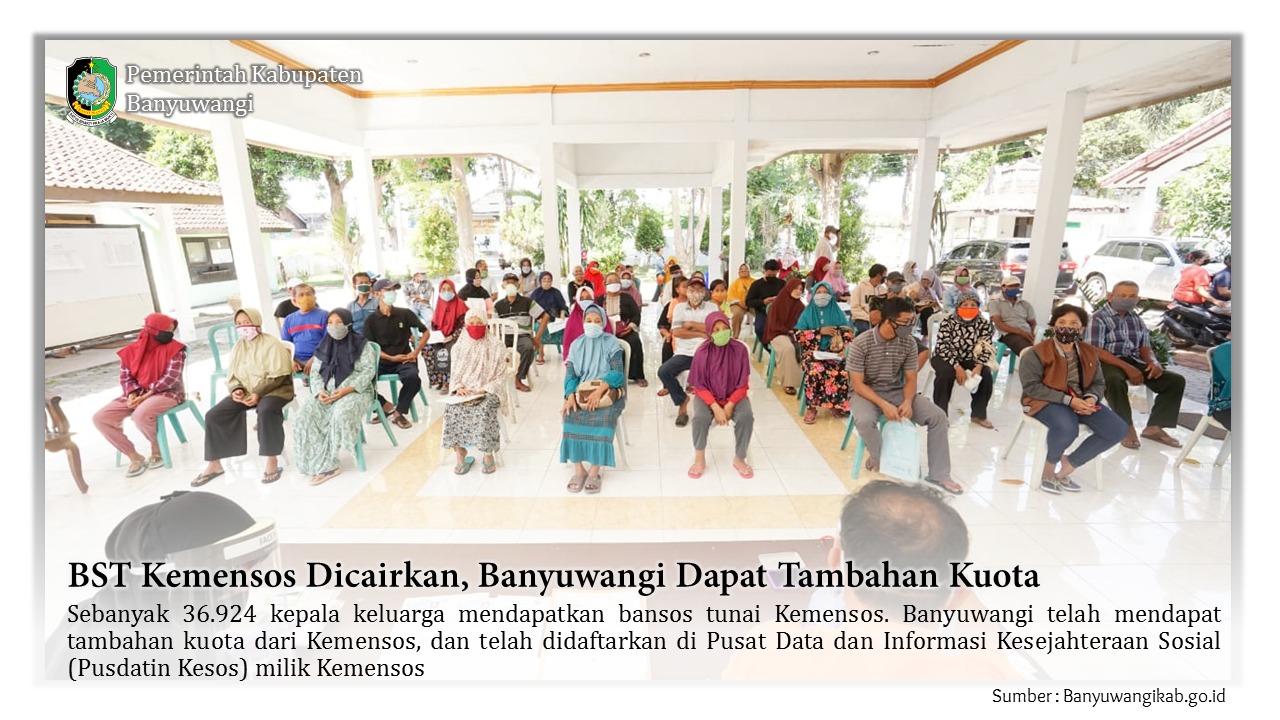 Pemerintah Kabupaten
Banyuwangi
BST Kemensos Dicairkan, Banyuwangi Dapat Tambahan Kuota
Sebanyak 36.924 kepala keluarga mendapatkan bansos tunai Kemensos. Banyuwangi telah mendapat
tambahan kuota dari Kemensos, dan telah didaftarkan di Pusat Data dan Informasi Kesejahteraan Sosial
(Pusdatin Kesos) milik Kemensos
Sumber : Banyuwangikab.go.id